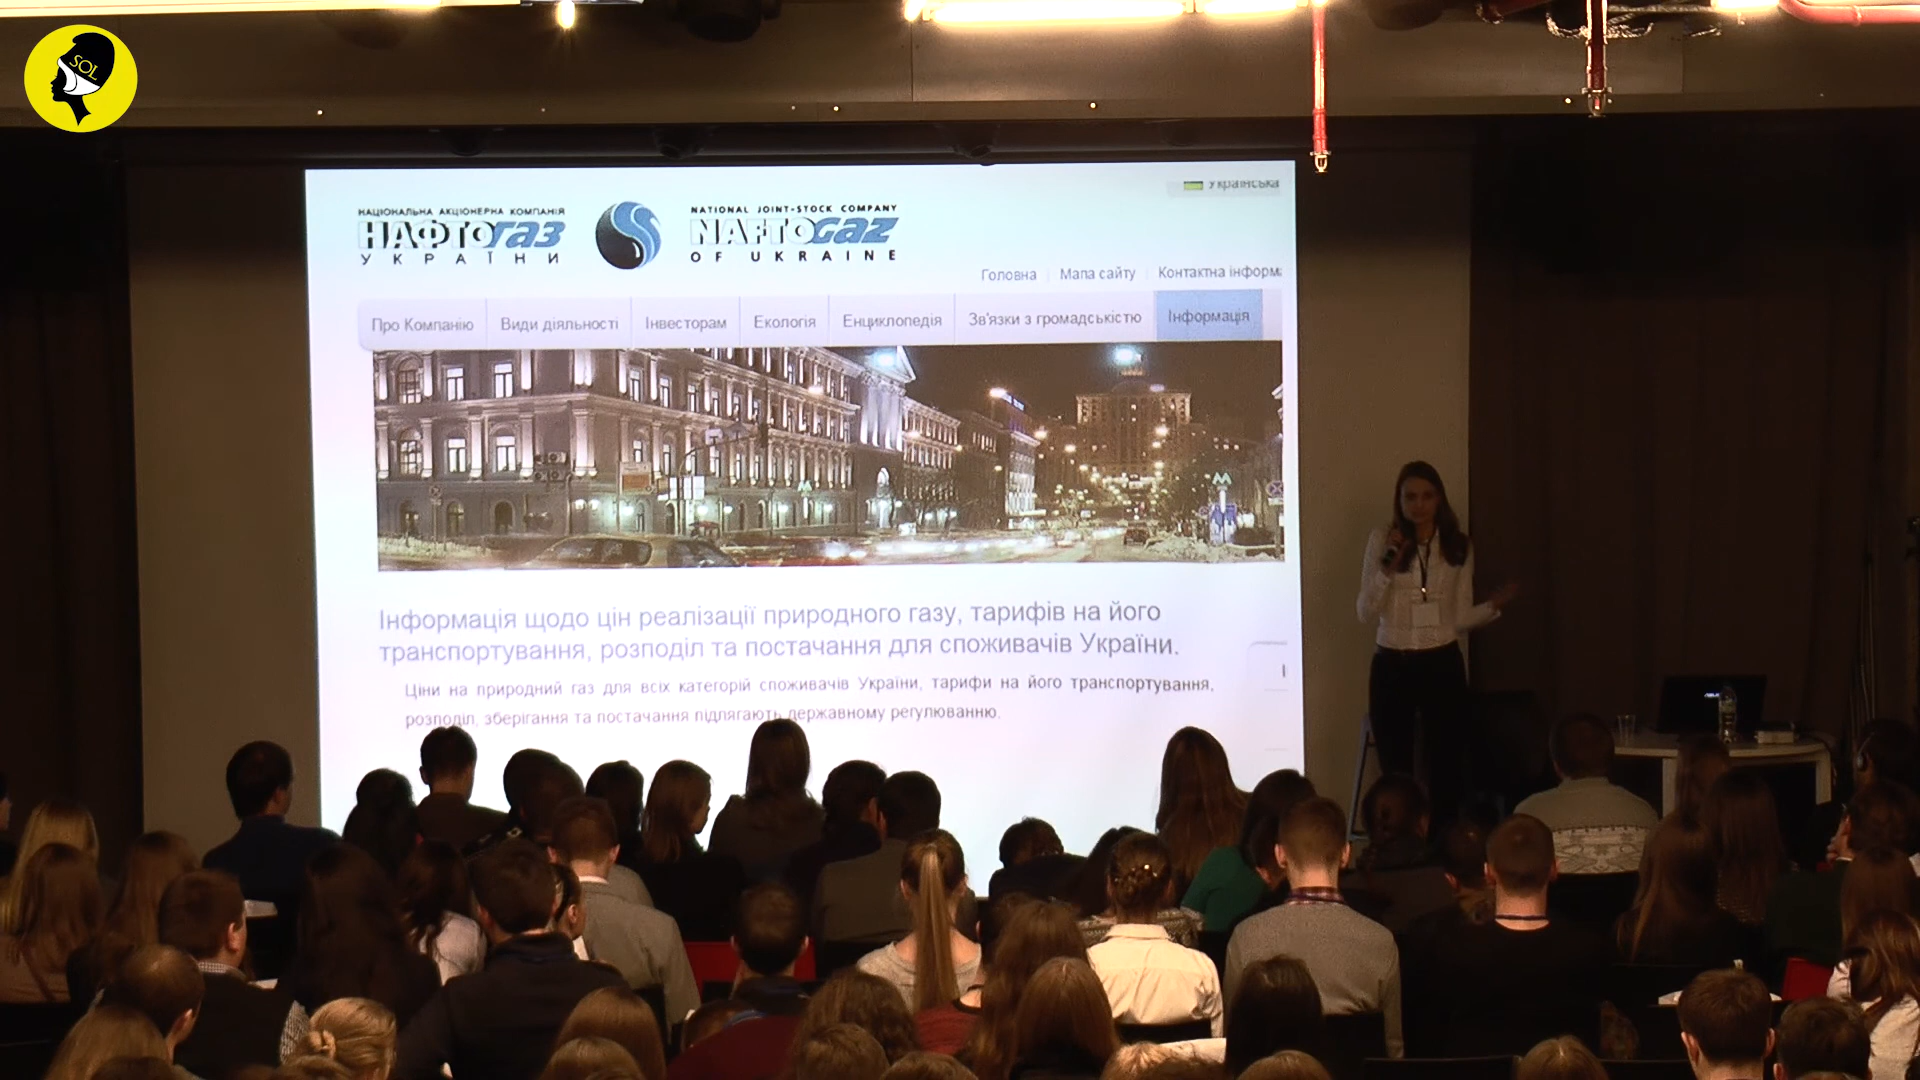 SOL
Українська
НАЦІОНАЛЬНА АКЦІОНЕРНА КОМПАНІЯ
НАФТОГАЗ
УКРАЇНИ
NATIONAL JOINT-STOCK COMPANY
NAFTOGAZ
OF UKRAINE
Головна Мапа сайту Контактна інформ
Про Компанію Види діяльності Інвесторам Екологія Енциклопедія Зв'язки з громадськістю Інформація
Інформація щодо цін реалізації природного газу, тарифів на його
транспортування, розподіл та постачання для споживачів України.
Ціни на природний газ для всіх категорій споживачів України, тарифи на його транспортування,
розподіл, зберігання та постачання підлягають державному регулюванню.